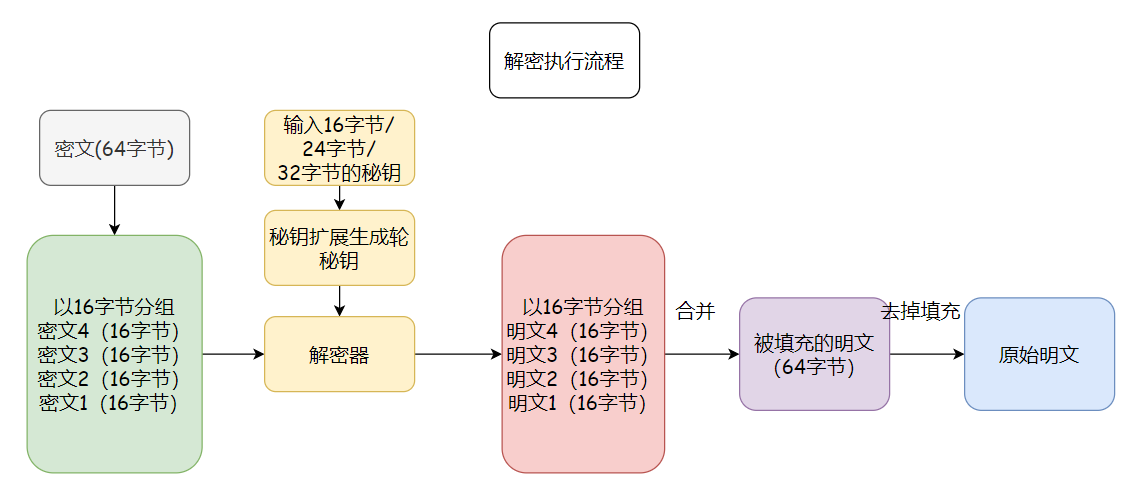 解密执行流程
密文(64字节)
输入16字节/
24字节/
32字节的秘钥
秘钥扩展生成轮
秘钥
以16字节分组
密文4（16字节）
密文3（16字节）
密文2（16字节）
密文1（16字节）
解密器
以16字节分组
明文4（16字节）
明文3（16字节）
明文2（16字节）
明文1（16字节）
合并
被填充的明文
(64字节)
去掉填充
原始明文